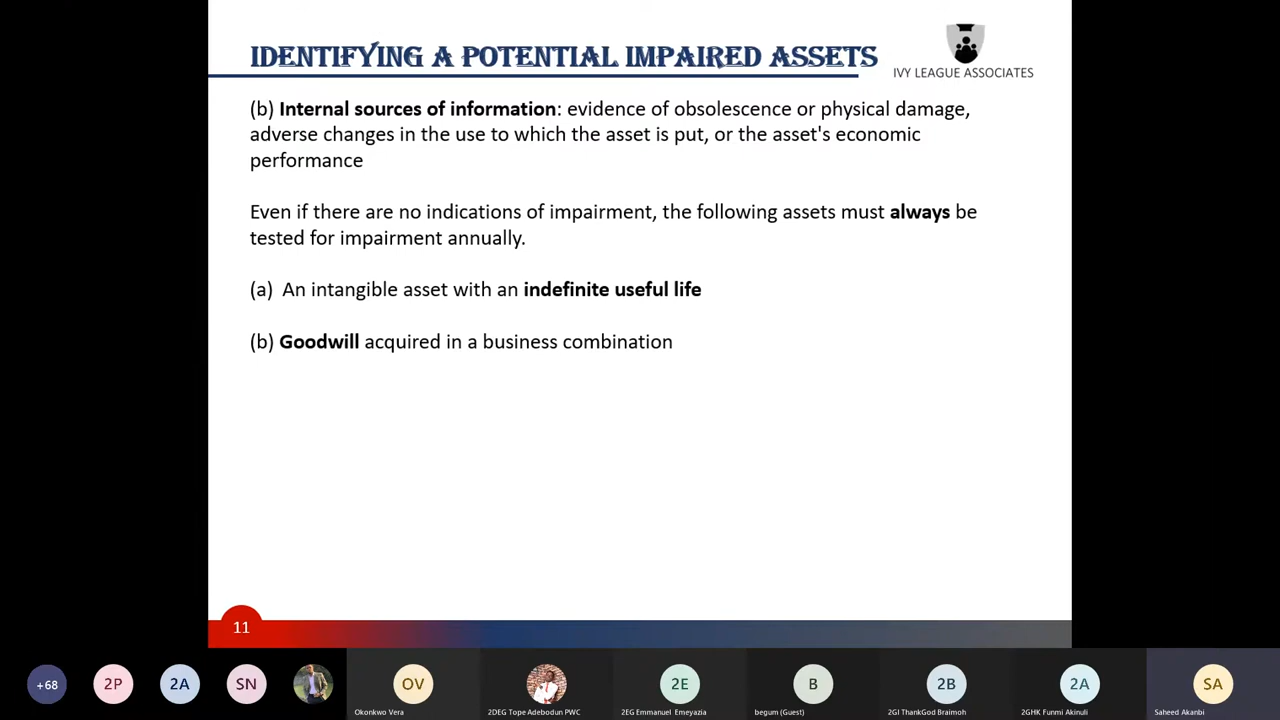 IDENTIFYING A POTENTIAL IMPAIRED ASSETS
IVY LEAGUE ASSOCIATES
(b) Internal sources of information: evidence of obsolescence or physical damage,
adverse changes in the use to which the asset is put, or the asset's economic
performance
Even if there are no indications of impairment, the following assets must always be
tested for impairment annually.
(a) An intangible asset with an indefinite useful life
(b) Goodwill acquired in a business combination
11
+68
2P
2A
SN
OV
2E
B
2B
2A
SA
Okonkwo Vera
2DEG Tope Adebodun PWC
2EG Emmanuel Emeyazia
begum (Guest)
2GI ThankGod Braimoh
2GHK Funmi Akinuli
Saheed Akanbi